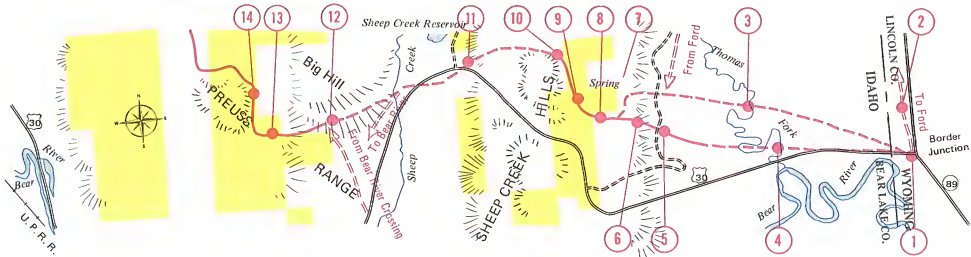 14
13
12
Sheep Creek Reservoir
11
10
9
8
7
3
2
From Ford
Thomas
LINCOLN CO.
IDAHO
To Ford
Big Hill
Creek
PREUSS
HILLS
Spring
Fork
Border
Junction
30
River
Bear
U. P. R. R.
N
W
E
S
From Bear River Crossing
To Bear River
RANGE
Sheep
SHEEP CREEK
30
Bear
River
BEAR LAKE CO.
WYOMING
89
6
5
4
1